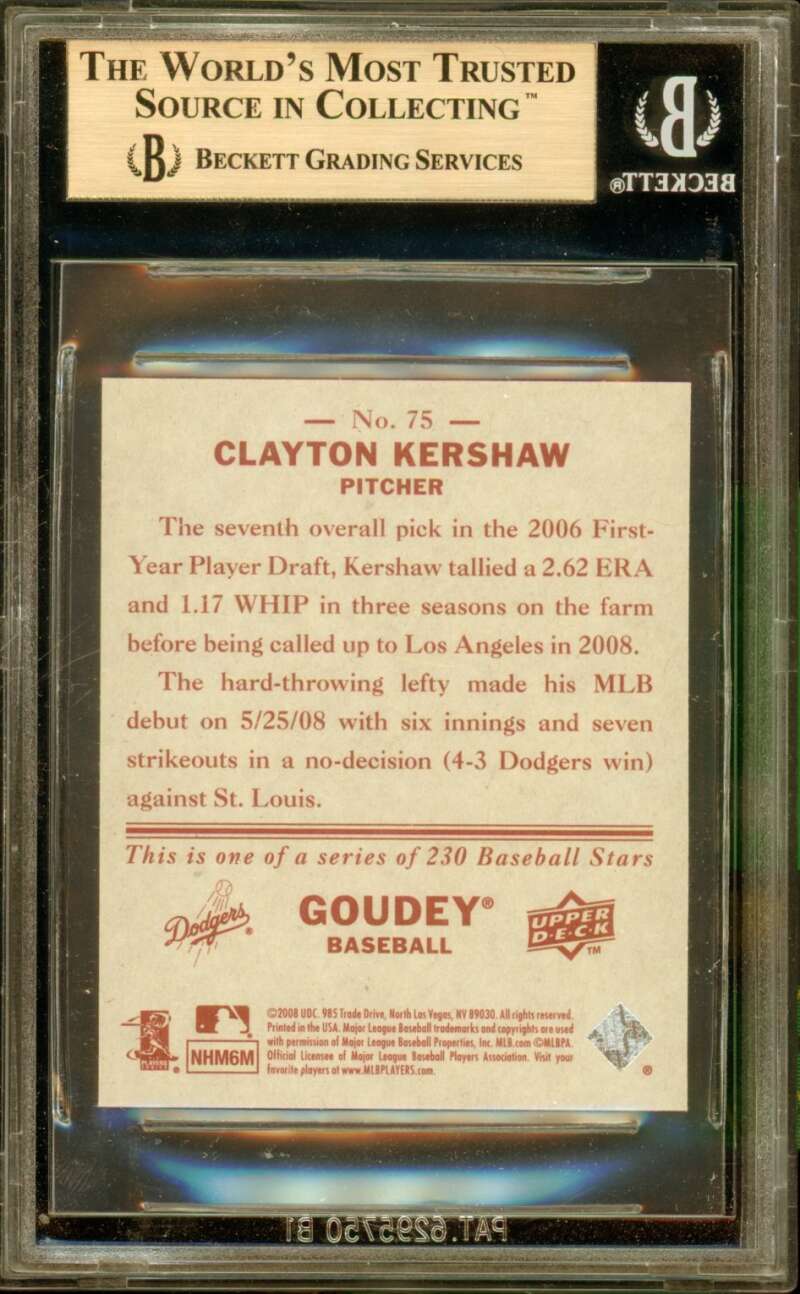 THE WORLD'S MOST TRUSTED
SOURCE IN COLLECTING™
B BECKETT GRADING SERVICES
B
BECKETT®
— No. 75 —
CLAYTON KERSHAW
PITCHER
The seventh overall pick in the 2006 First-
Year Player Draft, Kershaw tallied a 2.62 ERA
and 1.17 WHIP in three seasons on the farm
before being called up to Los Angeles in 2008.
The hard-throwing lefty made his MLB
debut on 5/25/08 with six innings and seven
strikeouts in a no-decision (4-3 Dodgers win)
against St. Louis.
This is one of a series of 230 Baseball Stars
Dodgers®
GOUDEY®
BASEBALL
UPPER
DECK
TM
NHM6M
©2008 UDC. 985 Trade Drive, North Las Vegas, NV 89030. All rights reserved.
Printed in the USA. Major League Baseball trademarks and copyrights are used
with permission of Major League Baseball Properties, Inc. MLB.com ©MLBPA
Official Licensee of Major League Baseball Players Association. Visit your
favorite players at www.MLBPLAYERS.com.
®
PAT.6295750 B1